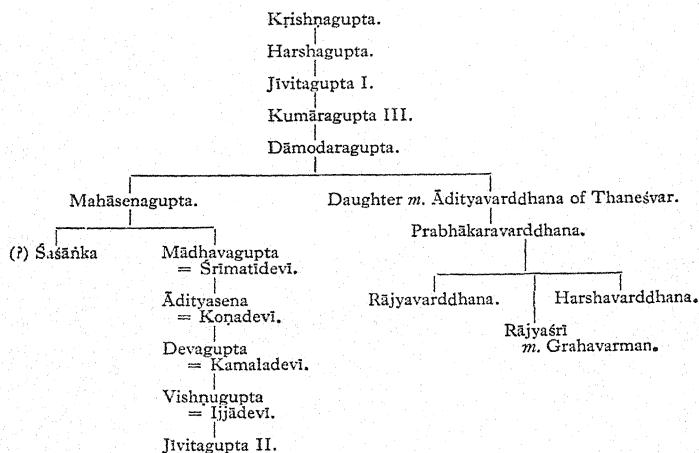 Kṛishṇagupta.
Harshagupta.
Jīvitagupta I.
Kumāragupta III.
Dāmodaragupta.
Mahāsenagupta. Daughter m. Ādityavarddhana of Thaneśvar.
Prabhākaravarddhana.
(?) Śaśāṅka Mādhavagupta
= Śrīmatīdevī.
Rājyavarddhana. Harshavarddhana.
Ādityasena
= Koṇadevī.
Rājyaśrī
m. Grahavarman.
Devagupta
= Kamaladevī.
Vishṇugupta
= Ijjādevī.
Jīvitagupta II.